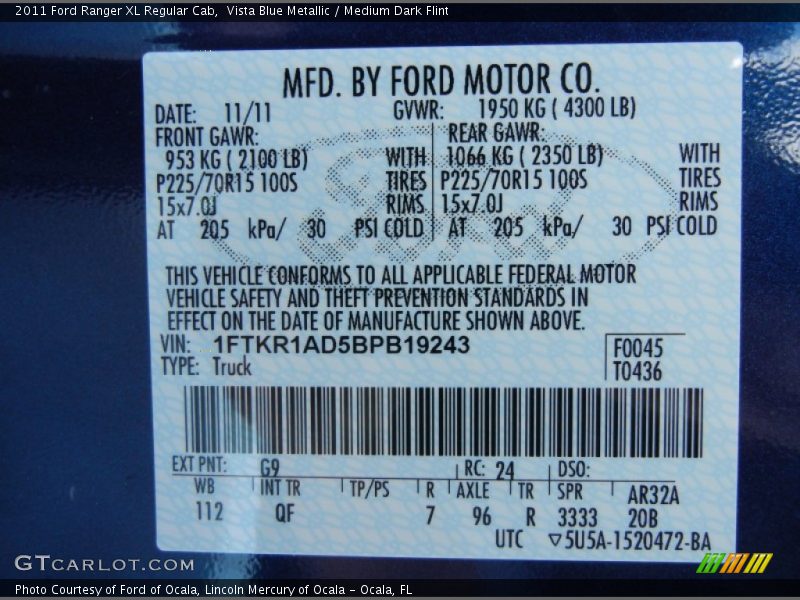 2011 Ford Ranger XL Regular Cab,  Vista Blue Metallic / Medium Dark Flint
MFD. BY FORD MOTOR CO.
DATE: 11/11 GVWR: 1950 KG ( 4300 LB)
FRONT GAWR: REAR GAWR:
953 KG ( 2100 LB) WITH 1066 KG ( 2350 LB) WITH
P225/70R15 100S TIRES P225/70R15 100S TIRES
15x7.0J RIMS 15x7.0J RIMS
AT 205 kPa/ 30 PSI COLD AT 205 kPa/ 30 PSI COLD
THIS VEHICLE CONFORMS TO ALL APPLICABLE FEDERAL MOTOR
VEHICLE SAFETY AND THEFT PREVENTION STANDARDS IN
EFFECT ON THE DATE OF MANUFACTURE SHOWN ABOVE.
VIN: 1FTKR1AD5BPB19243 F0045
TYPE: Truck T0436
EXT PNT: G9 RC: 24 DSO:
WB INT TR TP/PS R AXLE TR SPR AR32A
112 QF 7 96 R 3333 20B
UTC ▽5U5A-1520472-BA
Ford
GTCARLOT.COM
Photo Courtesy of Ford of Ocala, Lincoln Mercury of Ocala - Ocala, FL